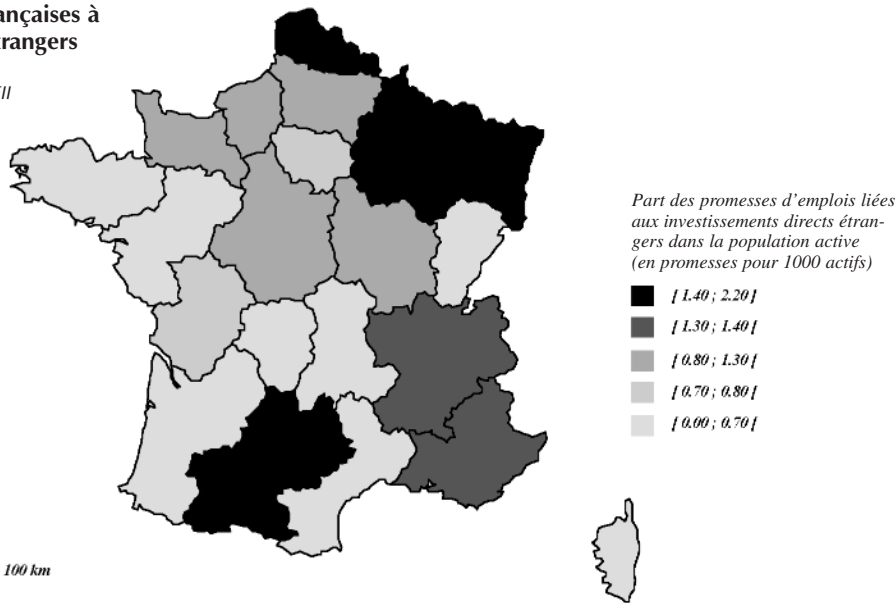 ançaises à
trangers
II
Part des promesses d'emplois liées
aux investissements directs étran-
gers dans la population active
(en promesses pour 1000 actifs)
[ 1.40 ; 2.20 [
[ 1.30 ; 1.40 [
[ 0.80 ; 1.30 [
[ 0.70 ; 0.80 [
[ 0.00 ; 0.70 [
100 km